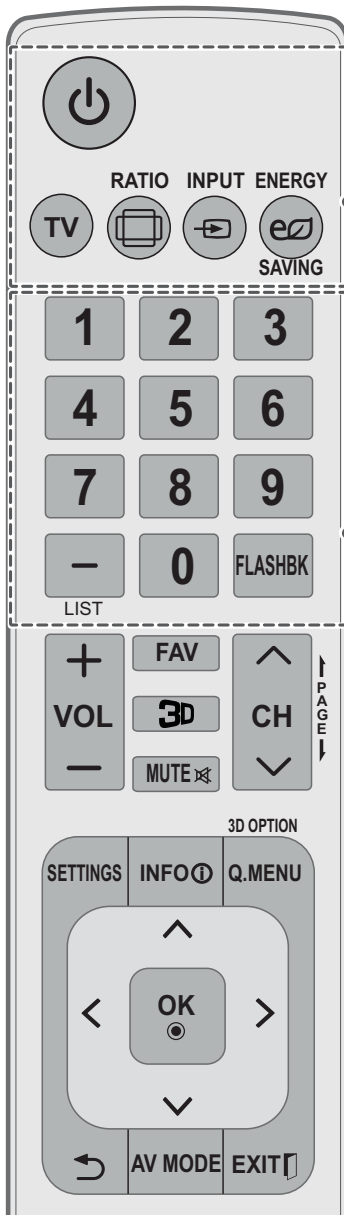 RATIO INPUT ENERGY
TV
SAVING
1 2 3
4 5 6
7 8 9
– 0 FLASHBK
LIST
+ FAV
VOL 3D CH PAGE
– MUTE
3D OPTION
SETTINGS INFO Q.MENU
OK
AV MODE EXIT